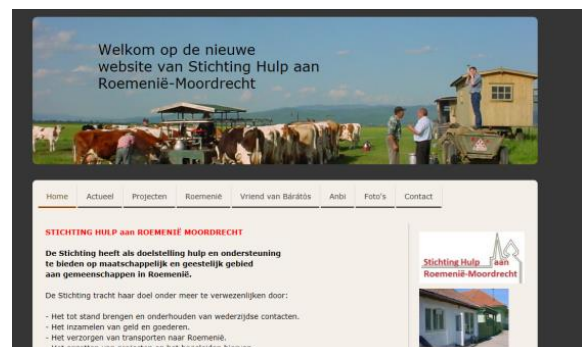 Welkom op de nieuwe
website van Stichting Hulp aan
Roemenië-Moordrecht
Home Actueel Projecten Roemenië Vriend van Bárátós Anbi Foto's Contact
STICHTING HULP aan ROEMENIË MOORDRECHT
De Stichting heeft als doelstelling hulp en ondersteuning
te bieden op maatschappelijk en geestelijk gebied
aan gemeenschappen in Roemenië.
De Stichting tracht haar doel onder meer te verwezenlijken door:
- Het tot stand brengen en onderhouden van wederzijdse contacten.
- Het inzamelen van geld en goederen.
- Het verzorgen van transporten naar Roemenië.
Stichting Hulp aan
Roemenië-Moordrecht